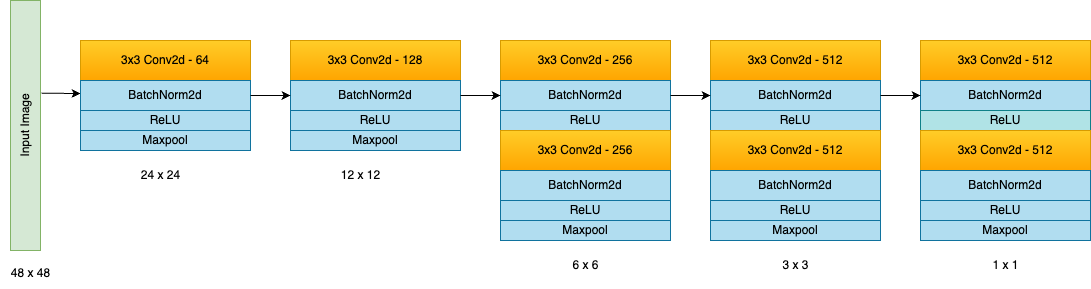 Input Image
48 x 48
3x3 Conv2d - 64
BatchNorm2d
ReLU
Maxpool
24 x 24
3x3 Conv2d - 128
BatchNorm2d
ReLU
Maxpool
12 x 12
3x3 Conv2d - 256
BatchNorm2d
ReLU
3x3 Conv2d - 256
BatchNorm2d
ReLU
Maxpool
6 x 6
3x3 Conv2d - 512
BatchNorm2d
ReLU
3x3 Conv2d - 512
BatchNorm2d
ReLU
Maxpool
3 x 3
3x3 Conv2d - 512
BatchNorm2d
ReLU
3x3 Conv2d - 512
BatchNorm2d
ReLU
Maxpool
1 x 1